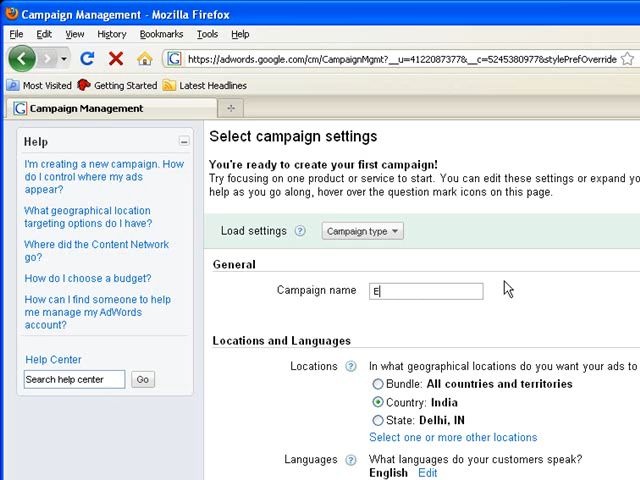 Campaign Management - Mozilla Firefox
File Edit View History Bookmarks Tools Help
https://adwords.google.com/cm/CampaignMgmt?__u=412208737&__c=52453809778&stylePrefOverride
Most Visited Getting Started Latest Headlines
Campaign Management
Help
I'm creating a new campaign. How
do I control where my ads
appear?
What geographical location
targeting options do I have?
Where did the Content Network
go?
How do I choose a budget?
How can I find someone to help
me manage my AdWords
account?
Help Center
Search help center Go
Select campaign settings
You're ready to create your first campaign!
Try focusing on one product or service to start. You can edit these settings or expand you
help as you go along, hover over the question mark icons on this page.
Load settings ? Campaign type
General
Campaign name E
Locations and Languages
Locations ? In what geographical locations do you want your ads to
Bundle: All countries and territories
Country: India
State: Delhi, IN
Select one or more other locations
Languages ? What languages do your customers speak?
English Edit